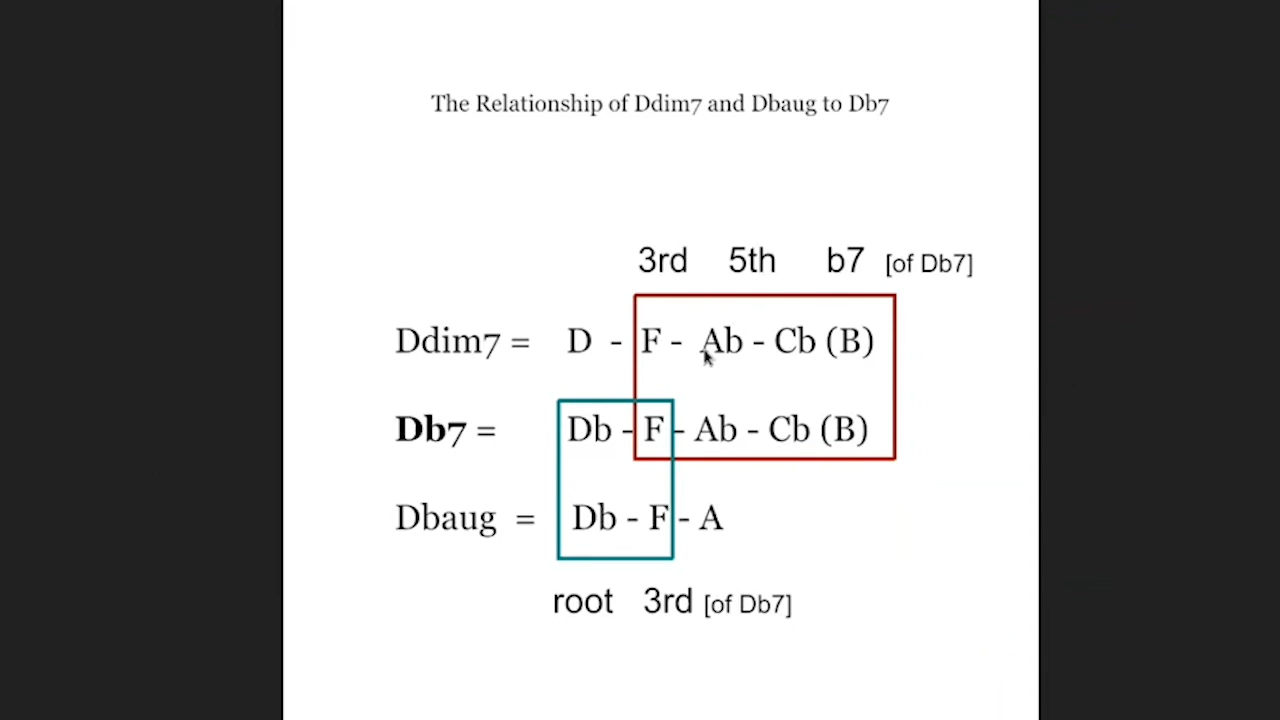 The Relationship of Ddim7 and Dbaug to Db7
3rd 5th b7 [of Db7]
Ddim7 = D - F - Ab - Cb (B)
Db7 = Db - F - Ab - Cb (B)
Dbaug = Db - F - A
root 3rd [of Db7]